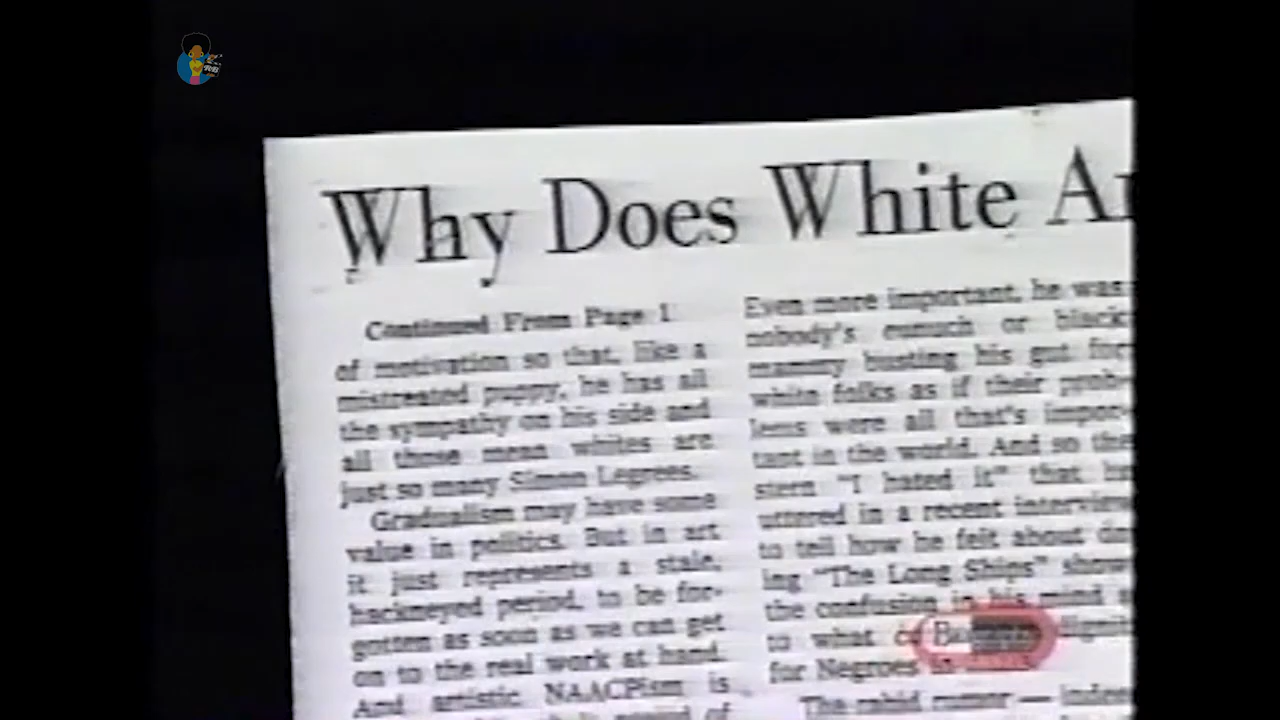 Why Does White
Continued From Page 1
of motivation so that, like a
mistreated puppy, he has all
the sympathy on his side and
all those mean whites are
just so many Simon Legrees.
Gradualism may have some
value in politics. But in art
it just represents a stale,
hackneyed period, to be for-
gotten as soon as we can get
on to the real work at hand.
And artistic NAACPism is
Even more important, he was
nobody's eunuch or black
mammy busting his gut for
white folks as if their prob-
lems were all that's impor-
tant in the world. And so the
stern "I hated it" that
uttered in a recent interview
to tell how he felt about do-
ing "The Long Ships" show
the confusion in his mind
to what
for Negroes in
The rabid rumor — indeed